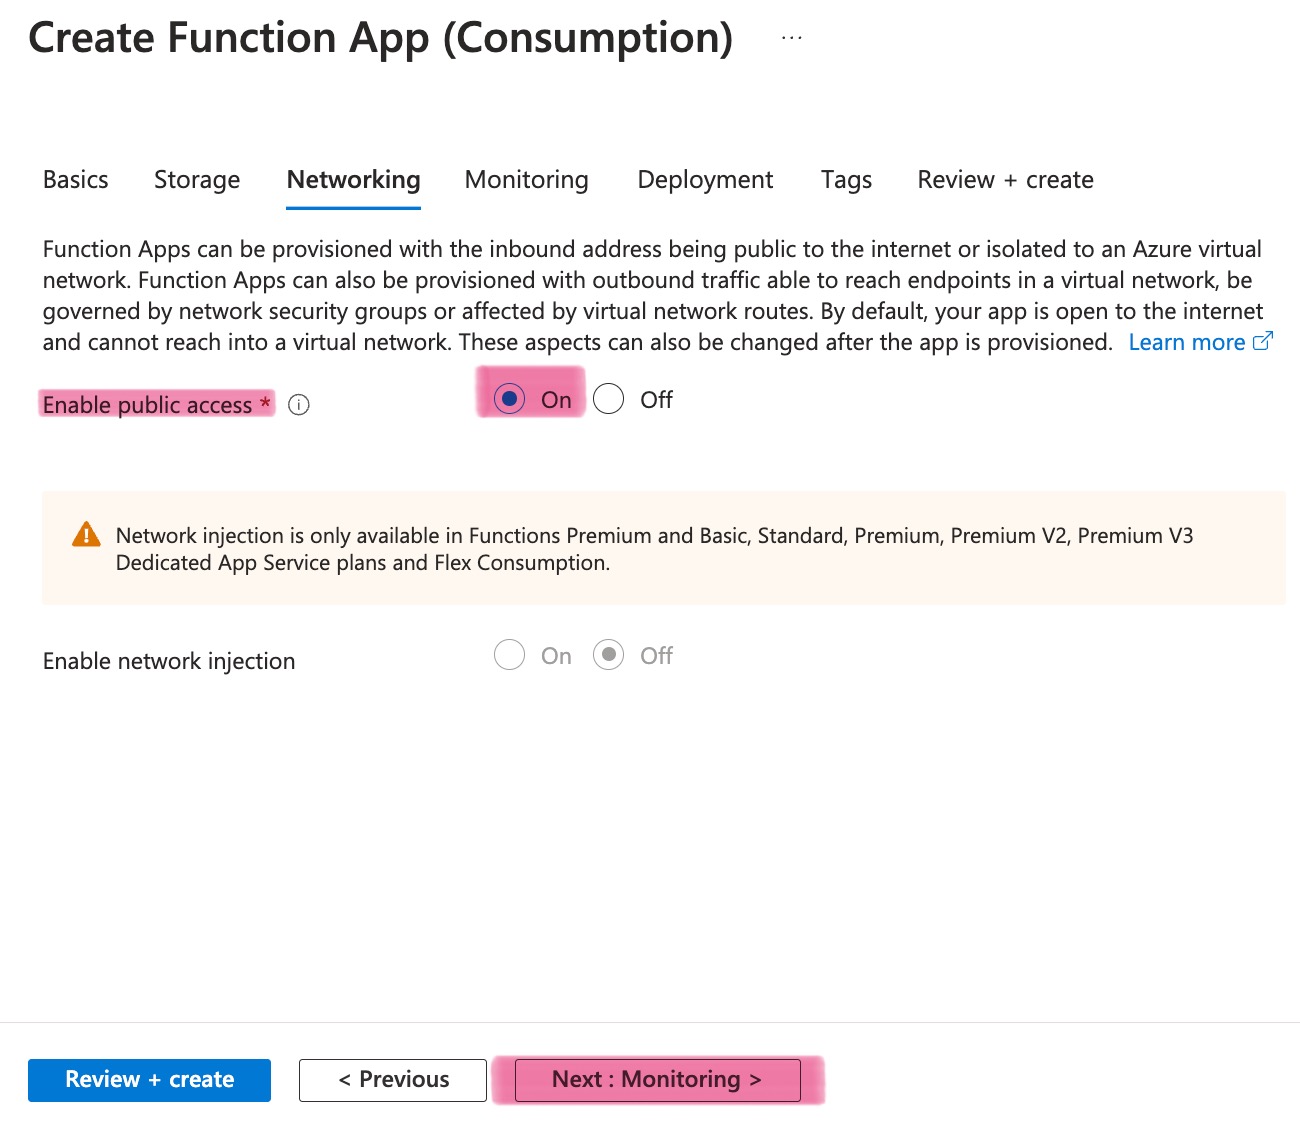 Create Function App (Consumption) ...
Basics Storage Networking Monitoring Deployment Tags Review + create
Function Apps can be provisioned with the inbound address being public to the internet or isolated to an Azure virtual
network. Function Apps can also be provisioned with outbound traffic able to reach endpoints in a virtual network, be
governed by network security groups or affected by virtual network routes. By default, your app is open to the internet
and cannot reach into a virtual network. These aspects can also be changed after the app is provisioned. Learn more
Enable public access * On Off
Network injection is only available in Functions Premium and Basic, Standard, Premium, Premium V2, Premium V3
Dedicated App Service plans and Flex Consumption.
Enable network injection On Off
Review + create < Previous Next : Monitoring >